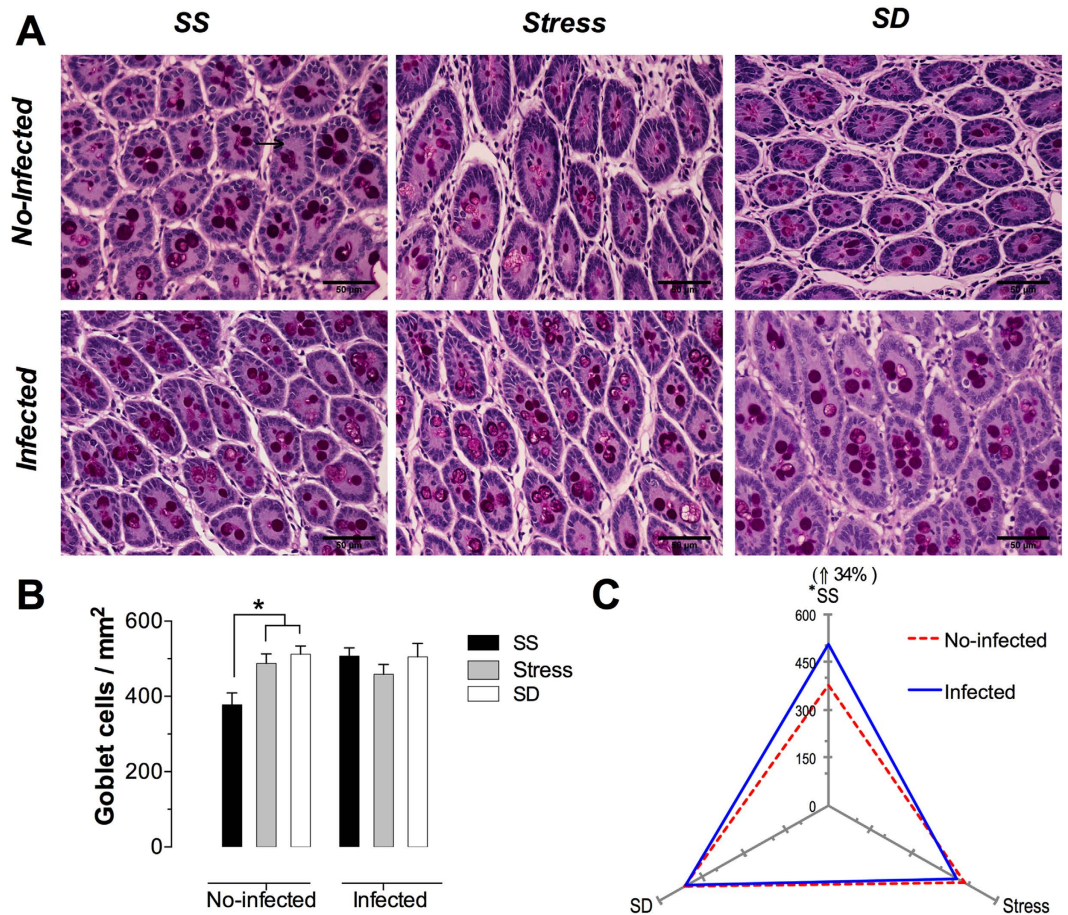 A
SS
Stress
SD
No-Infected
Infected
50 µm
50 µm
50 µm
50 µm
50 µm
50 µm
B
*
Goblet cells / mm2
600
400
200
0
No-infected
Infected
SS
Stress
SD
C
(⇑ 34% )
*SS
600
450
300
150
0
SD
Stress
No-infected
Infected